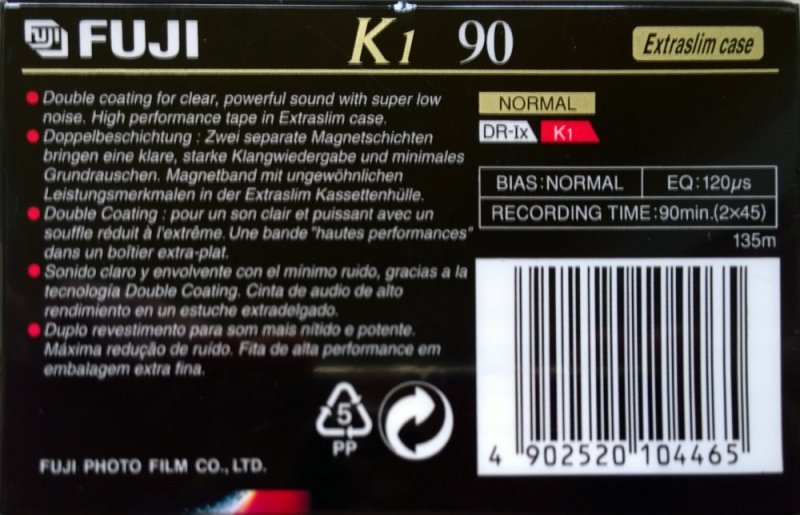 FUJI FUJI K1 90 Extraslim case
Double coating for clear, powerful sound with super low
noise. High performance tape in Extraslim case.
Doppelbeschichtung : Zwei separate Magnetschichten
bringen eine klare, starke Klangwiedergabe und minimales
Grundrauschen. Magnetband mit ungewöhnlichen
Leistungsmerkmalen in der Extraslim Kassettenhülle.
Double Coating : pour un son clair et puissant avec un
souffle réduit à l'extrême. Une bande "hautes performances"
dans un boîtier extra-plat.
Sonido claro y envolvente con el mínimo ruido, gracias a la
tecnología Double Coating. Cinta de audio de alto
rendimiento en un estuche extradelgado.
Duplo revestimento para som mais nítido e potente.
Máxima redução de ruído. Fita de alta performance em
embalagem extra fina.
NORMAL
DR-Ix K1
BIAS:NORMAL EQ:120µs
RECORDING TIME:90min.(2×45)
135m
5
PP
FUJI PHOTO FILM CO., LTD.
4 902520 104465